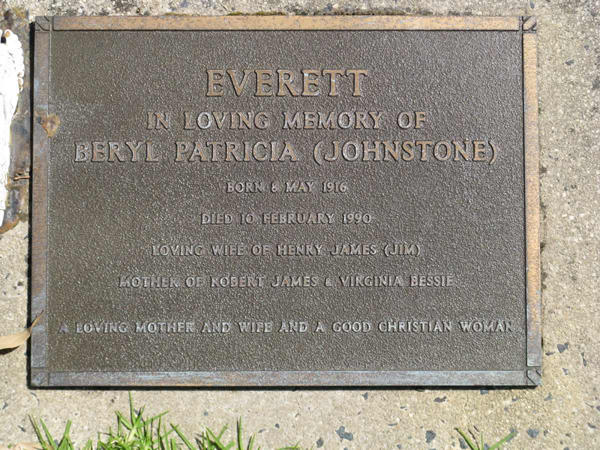 EVERETT
IN LOVING MEMORY OF
BERYL PATRICIA (JOHNSTONE)
BORN 6 MAY 1916
DIED 10 FEBRUARY 1990
LOVING WIFE OF HENRY JAMES (JIM)
MOTHER OF ROBERT JAMES & VIRGINIA BESSIE
A LOVING MOTHER AND WIFE AND A GOOD CHRISTIAN WOMAN